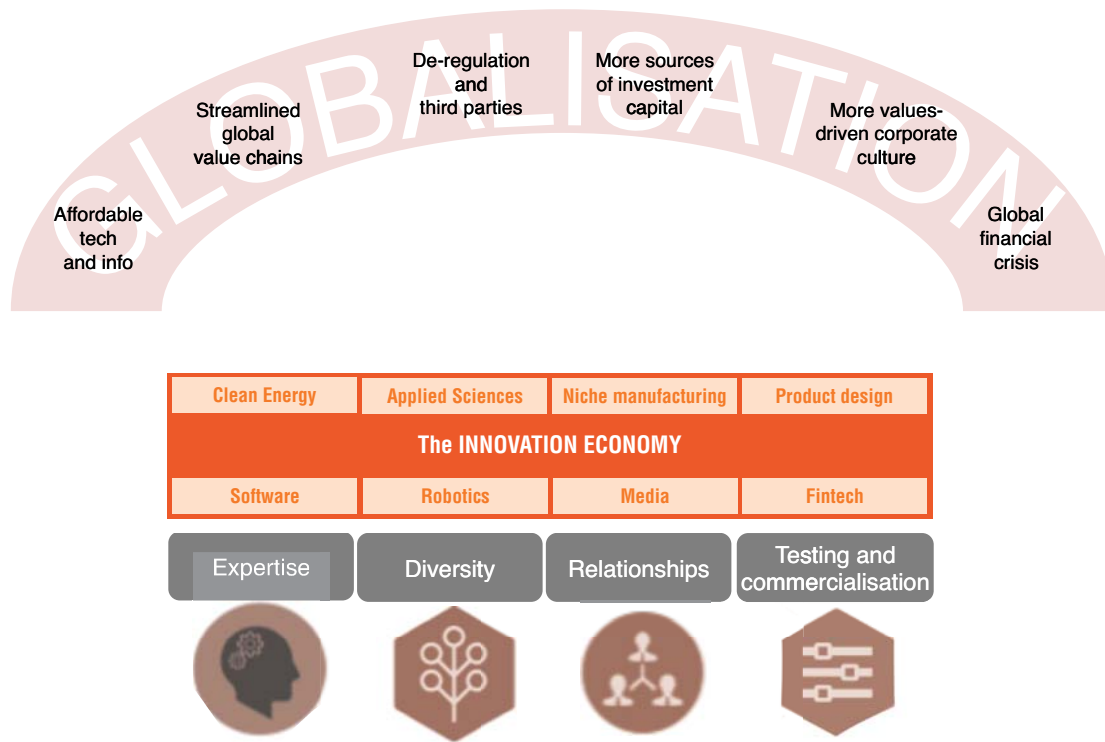 GLOBALISATION
Affordable
tech
and info
Streamlined
global
value chains
De-regulation
and
third parties
More sources
of investment
capital
More values-
driven corporate
culture
Global
financial
crisis
Clean Energy
Applied Sciences
Niche manufacturing
Product design
The INNOVATION ECONOMY
Software
Robotics
Media
Fintech
Expertise
Diversity
Relationships
Testing and
commercialisation